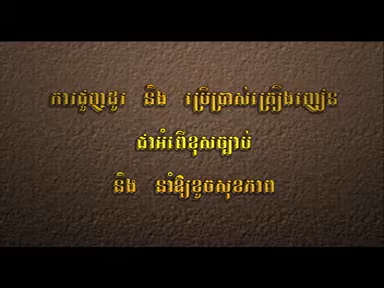 ការជួញដូរ និង ប្រើប្រាស់គ្រឿងញៀន
ជាអំពើខុសច្បាប់
និង នាំឱ្យខូចសុខភាព